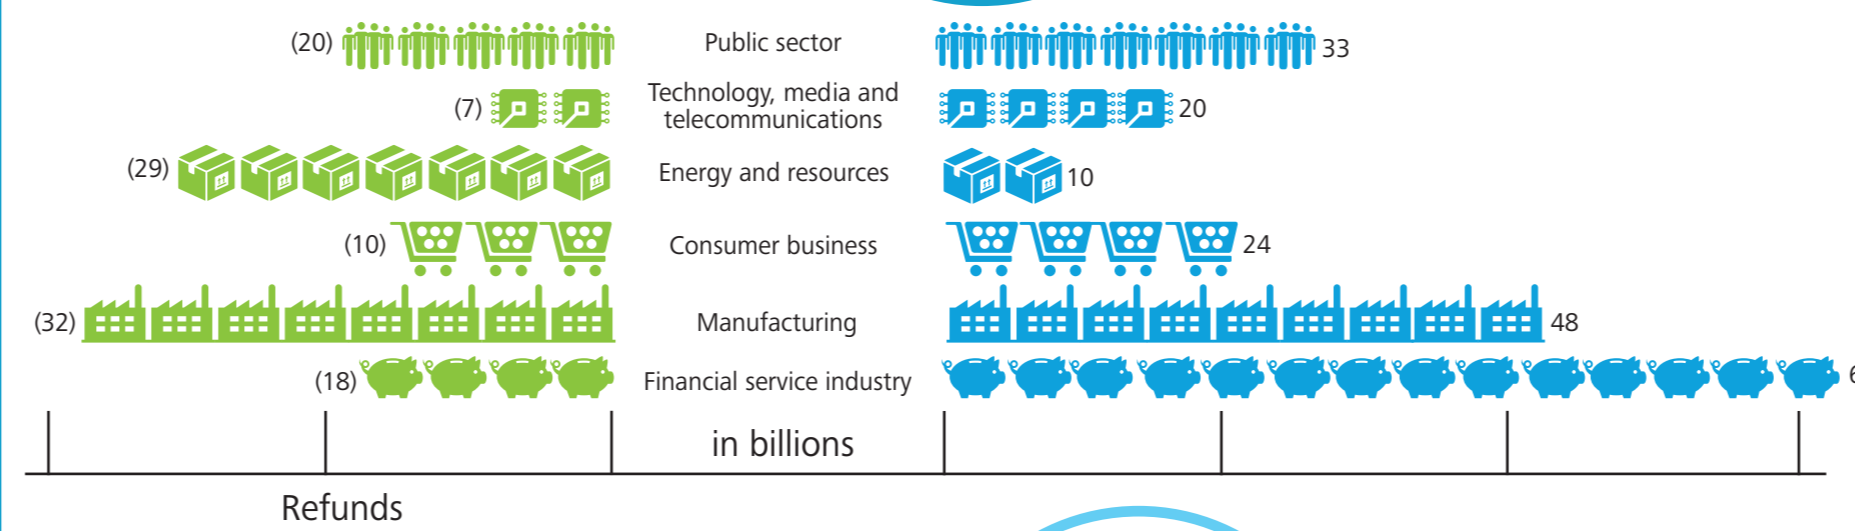 (20) Public sector 33
(7) Technology, media and
telecommunications 20
(29) Energy and resources 10
(10) Consumer business 24
(32) Manufacturing 48
(18) Financial service industry
in billions
Refunds